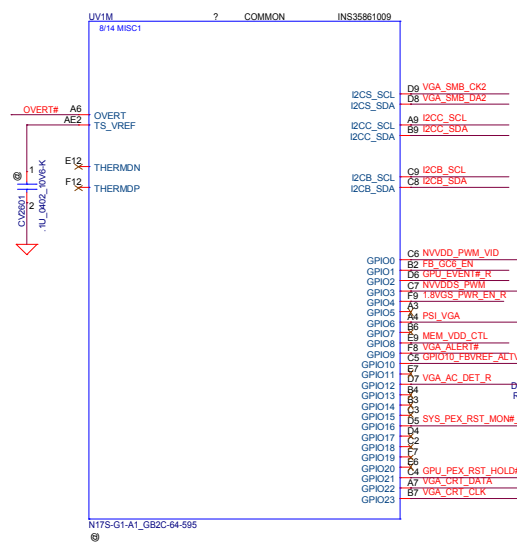 UV1M ? COMMON INS35861009
8/14 MISC1
OVERT# A6 OVERT
AE2 TS_VREF
E12 THERMDN
F12 THERMDP
@
1
CV2601
.1U_0402_10V6-K
2
I2CS_SCL D9 VGA_SMB_CK2
I2CS_SDA D8 VGA_SMB_DA2
I2CC_SCL A9 I2CC_SCL
I2CC_SDA B9 I2CC_SDA
I2CB_SCL C9 I2CB_SCL
I2CB_SDA C8 I2CB_SDA
GPIO0 C6 NVVDD_PWM_VID
GPIO1 B2 FB_GC6_EN
GPIO2 D6 GPU_EVENT#_R
GPIO3 C7 NVVDDS_PWM
GPIO4 F9 1.8VGS_PWR_EN_R
GPIO5 A3
GPIO6 A4 PSI_VGA
GPIO7 B6
GPIO8 E9 MEM_VDD_CTL
GPIO9 F8 VGA_ALERT#
GPIO10 C5 GPIO10_FBVREF_ALTV
GPIO11 E7
GPIO12 D7 VGA_AC_DET_R D
GPIO13 B4 R
GPIO14 B3
GPIO15 C3
GPIO16 D5 SYS_PEX_RST_MON#_
GPIO17 D4
GPIO18 C2
GPIO19 F7
GPIO20 E6
GPIO21 C4 GPU_PEX_RST_HOLD#
GPIO22 A7 VGA_CRT_DATA
GPIO23 B7 VGA_CRT_CLK
N17S-G1-A1_GB2C-64-595
@